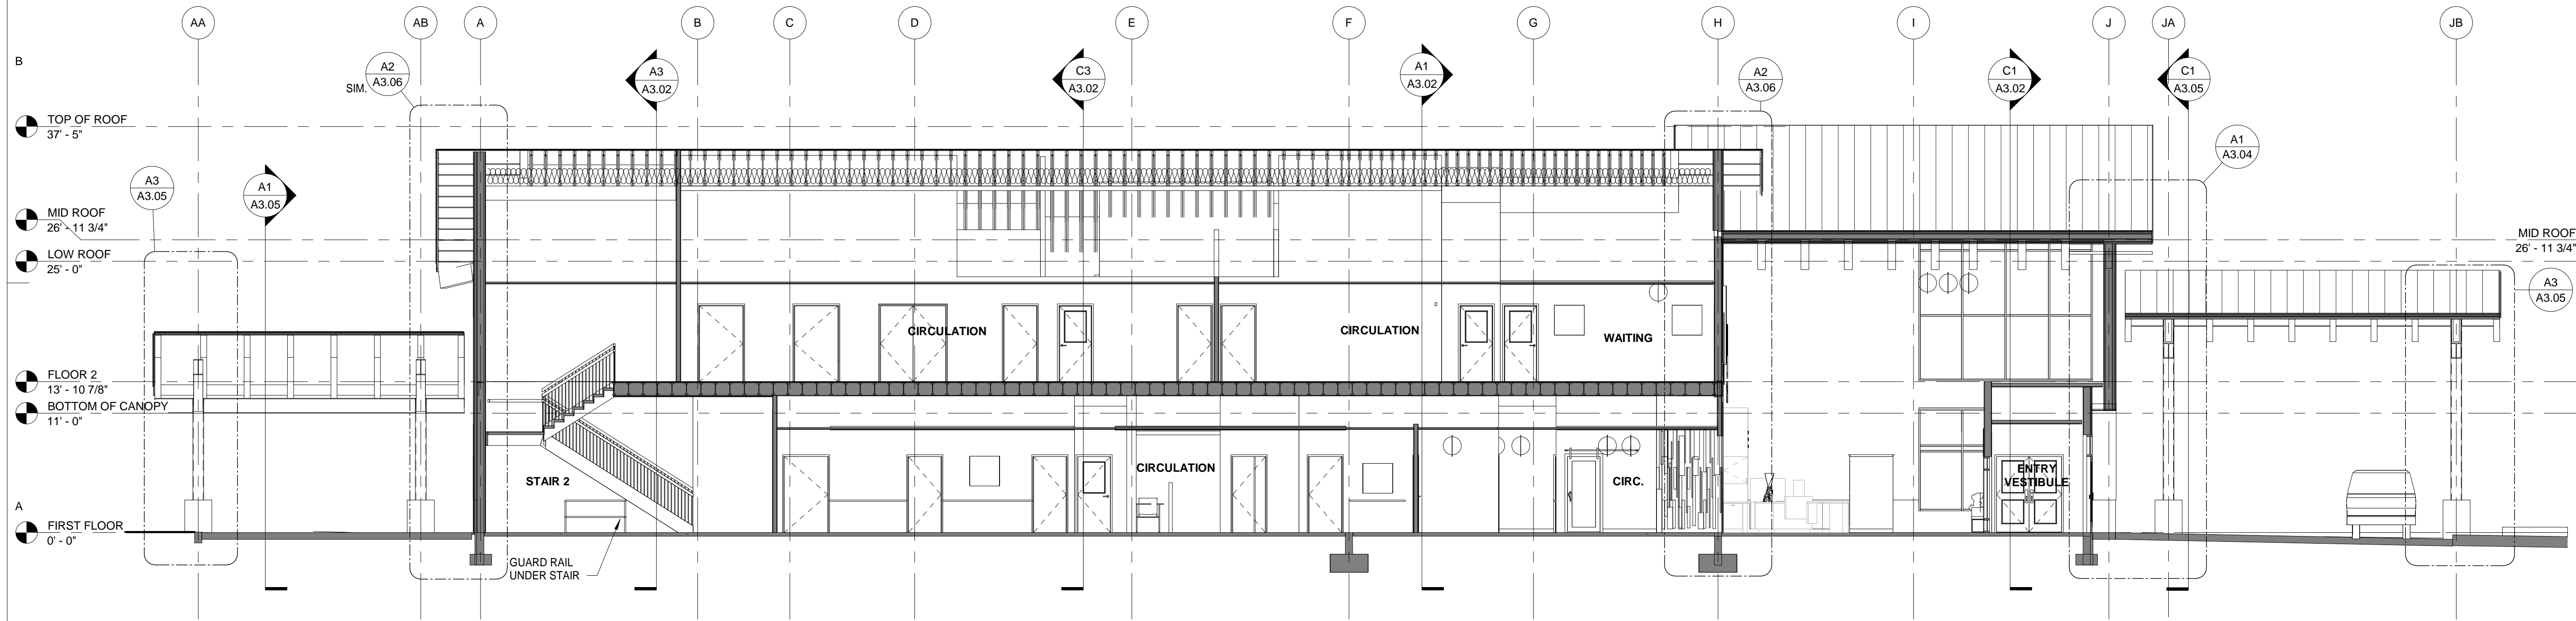 AA
AB
A
B
C
D
E
F
G
H
I
J
JA
JB
B
A2
A3.06
SIM.
A3
A3.02
C3
A3.02
A1
A3.02
A2
A3.06
C1
A3.02
C1
A3.05
TOP OF ROOF
37' - 5"
A1
A3.04
A3
A3.05
A1
A3.05
MID ROOF
26' - 11 3/4"
MID ROOF
26' - 11 3/4"
LOW ROOF
25' - 0"
A3
A3.05
CIRCULATION
CIRCULATION
WAITING
FLOOR 2
13' - 10 7/8"
BOTTOM OF CANOPY
11' - 0"
STAIR 2
CIRCULATION
CIRC.
ENTRY
VESTIBULE
A
FIRST FLOOR
0' - 0"
GUARD RAIL
UNDER STAIR